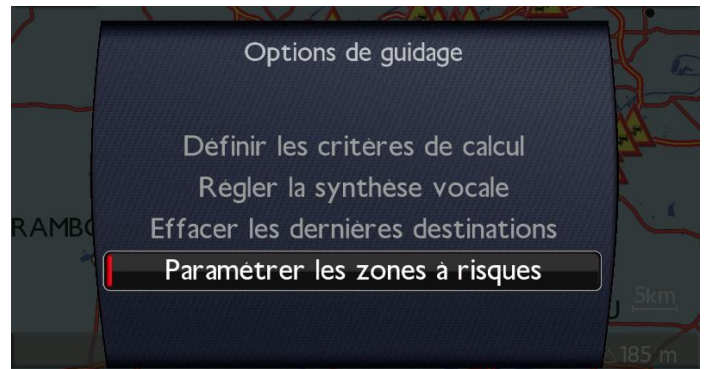 Options de guidage
Définir les critères de calcul
Régler la synthèse vocale
RAMBO
Effacer les dernières destinations
Paramétrer les zones à risques
5km
U
185 m